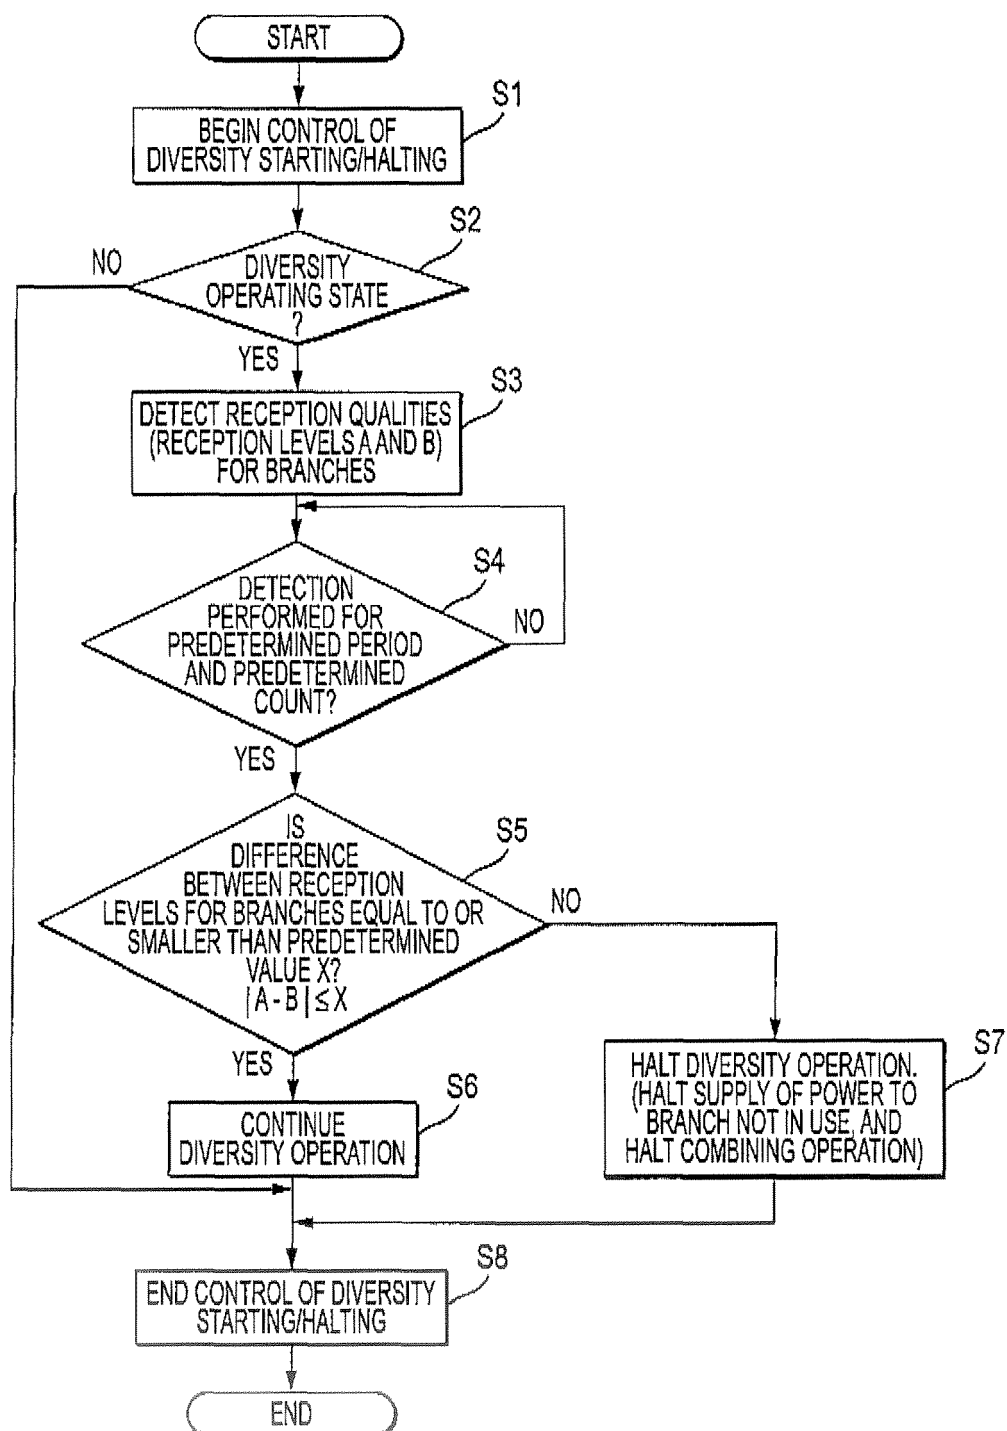 START
S1
BEGIN CONTROL OF
DIVERSITY STARTING/HALTING
S2
NO
DIVERSITY
OPERATING STATE
?
YES
S3
DETECT RECEPTION QUALITIES
(RECEPTION LEVELS A AND B)
FOR BRANCHES
S4
DETECTION
PERFORMED FOR
PREDETERMINED PERIOD
AND PREDETERMINED
COUNT?
NO
YES
S5
IS
DIFFERENCE
BETWEEN RECEPTION
LEVELS FOR BRANCHES EQUAL TO OR
SMALLER THAN PREDETERMINED
VALUE X?
|A - B| ≤ X
NO
YES
S6
CONTINUE
DIVERSITY OPERATION
S7
HALT DIVERSITY OPERATION.
(HALT SUPPLY OF POWER TO
BRANCH NOT IN USE, AND
HALT COMBINING OPERATION)
S8
END CONTROL OF DIVERSITY
STARTING/HALTING
END